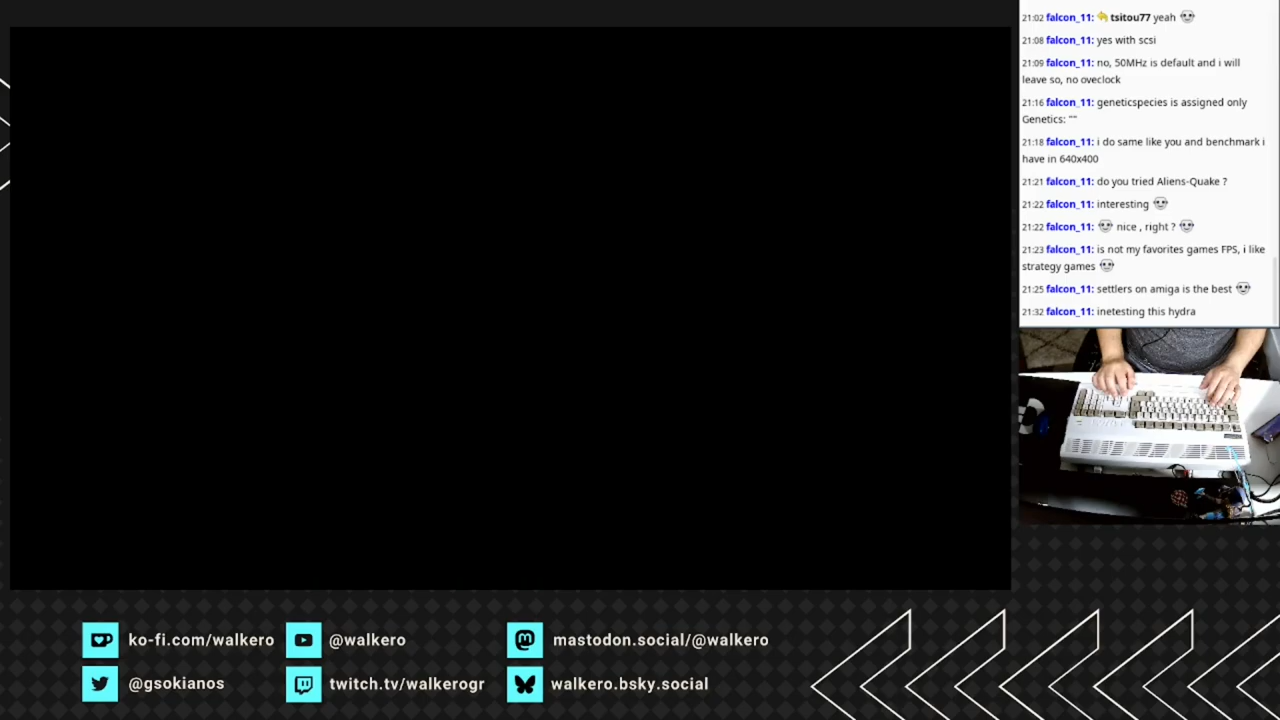 21:02 falcon_11: tsitou77 yeah
21:08 falcon_11: yes with scsi
21:09 falcon_11: no, 50MHz is default and i will
leave so, no oveclock
21:16 falcon_11: geneticspecies is assigned only
Genetics: ""
21:18 falcon_11: i do same like you and benchmark i
have in 640x400
21:21 falcon_11: do you tried Aliens-Quake ?
21:22 falcon_11: interesting
21:22 falcon_11: nice , right ?
21:23 falcon_11: is not my favorites games FPS, i like
strategy games
21:25 falcon_11: settlers on amiga is the best
21:32 falcon_11: inetesting this hydra
ko-fi.com/walkero
@walkero
mastodon.social/@walkero
@gsokianos
twitch.tv/walkerogr
walkero.bsky.social